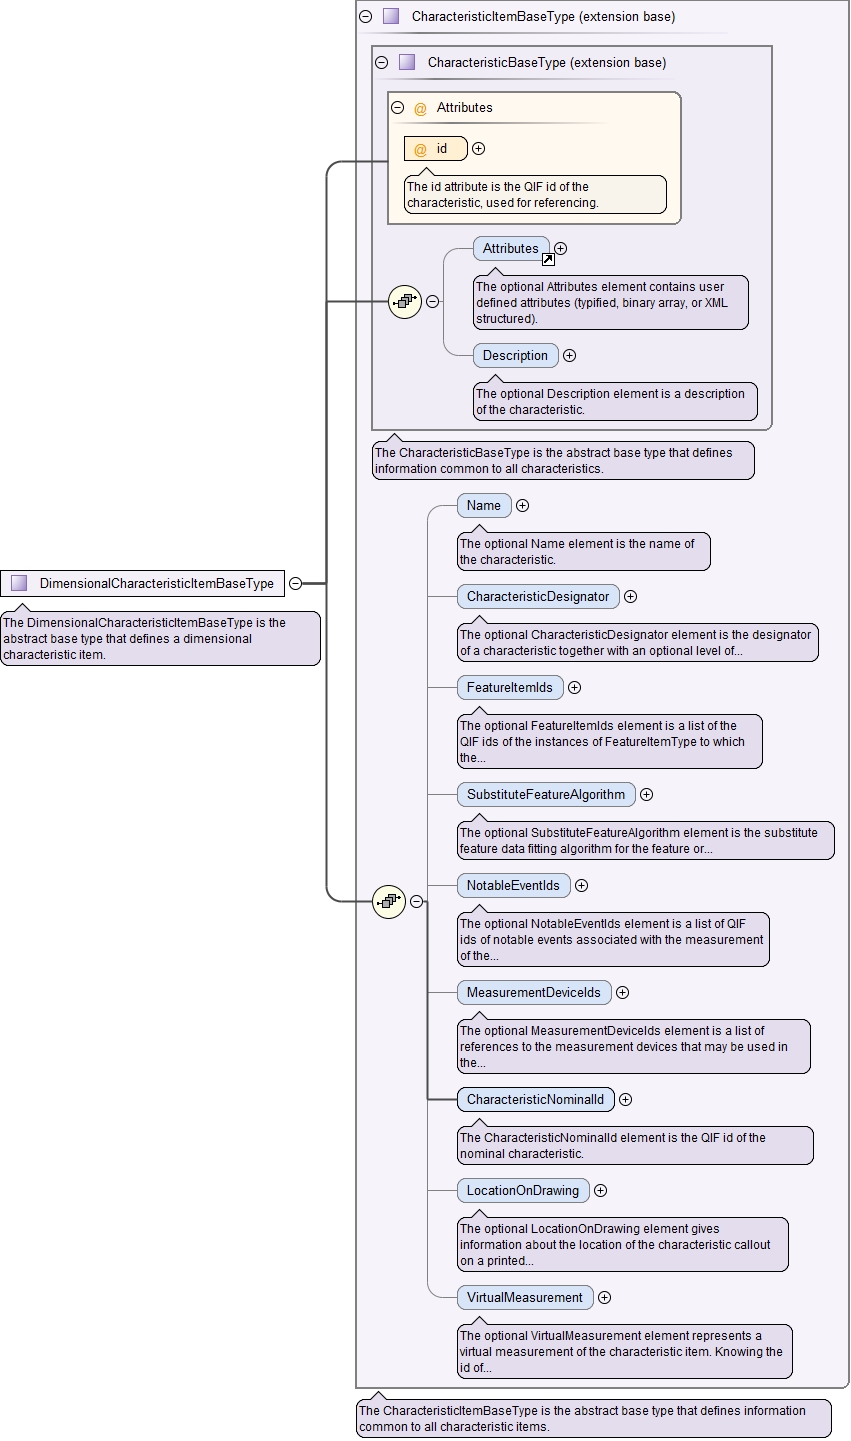 CharacteristicItemBaseType (extension base)
CharacteristicBaseType (extension base)
@ Attributes
@ id
The id attribute is the QIF id of the
characteristic, used for referencing.
Attributes
The optional Attributes element contains user
defined attributes (typified, binary array, or XML
structured).
Description
The optional Description element is a description
of the characteristic.
The CharacteristicBaseType is the abstract base type that defines
information common to all characteristics.
Name
The optional Name element is the name of
the characteristic.
DimensionalCharacteristicItemBaseType
The DimensionalCharacteristicItemBaseType is the
abstract base type that defines a dimensional
characteristic item.
CharacteristicDesignator
The optional CharacteristicDesignator element is the designator
of a characteristic together with an optional level of...
FeatureItemIds
The optional FeatureItemIds element is a list of the
QIF ids of the instances of FeatureItemType to which
the...
SubstituteFeatureAlgorithm
The optional SubstituteFeatureAlgorithm element is the substitute
feature data fitting algorithm for the feature or...
NotableEventIds
The optional NotableEventIds element is a list of QIF
ids of notable events associated with the measurement
of the...
MeasurementDeviceIds
The optional MeasurementDeviceIds element is a list of
references to the measurement devices that may be used in
the...
CharacteristicNominalId
The CharacteristicNominalId element is the QIF id of the
nominal characteristic.
LocationOnDrawing
The optional LocationOnDrawing element gives
information about the location of the characteristic callout
on a printed...
VirtualMeasurement
The optional VirtualMeasurement element represents a
virtual measurement of the characteristic item. Knowing the
id of...
The CharacteristicItemBaseType is the abstract base type that defines information
common to all characteristic items.